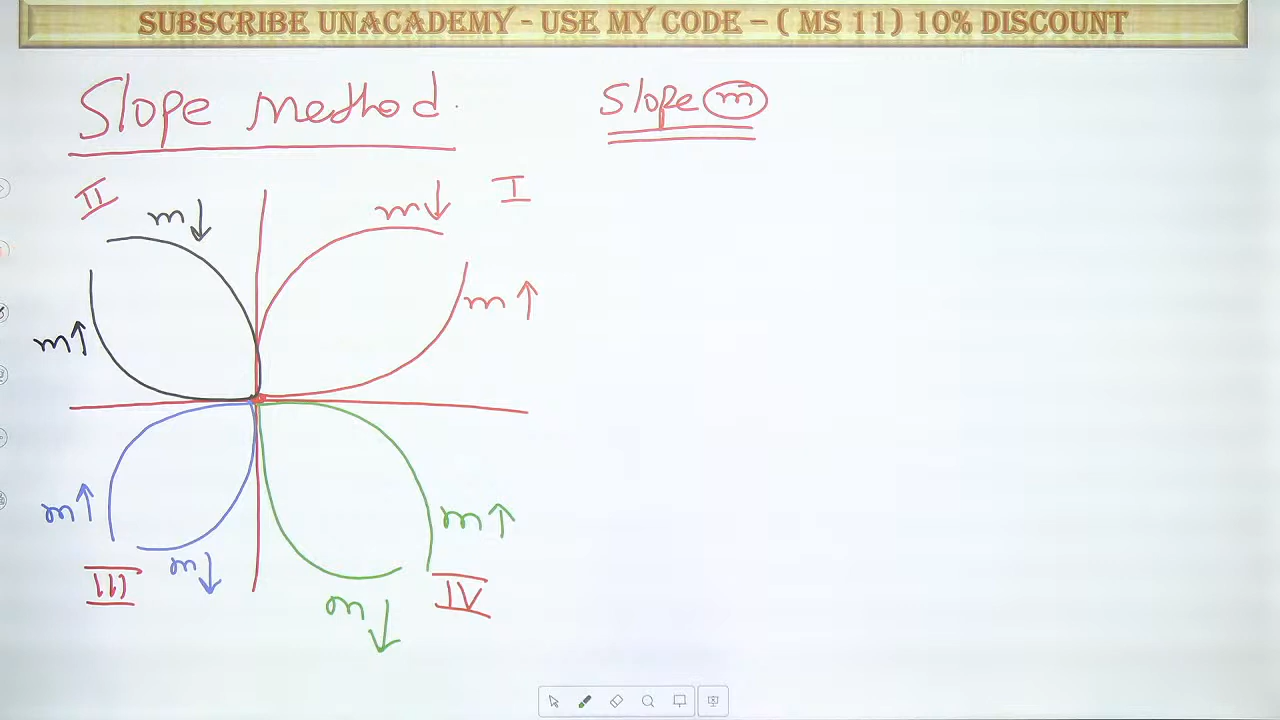 SUBSCRIBE UNACADEMY - USE MY CODE – ( MS 11) 10% DISCOUNT
Slope Method.
Slope m
II
m↓
m↓
I
m↑
m↑
m↑
m↑
III
m↓
IV
m↓